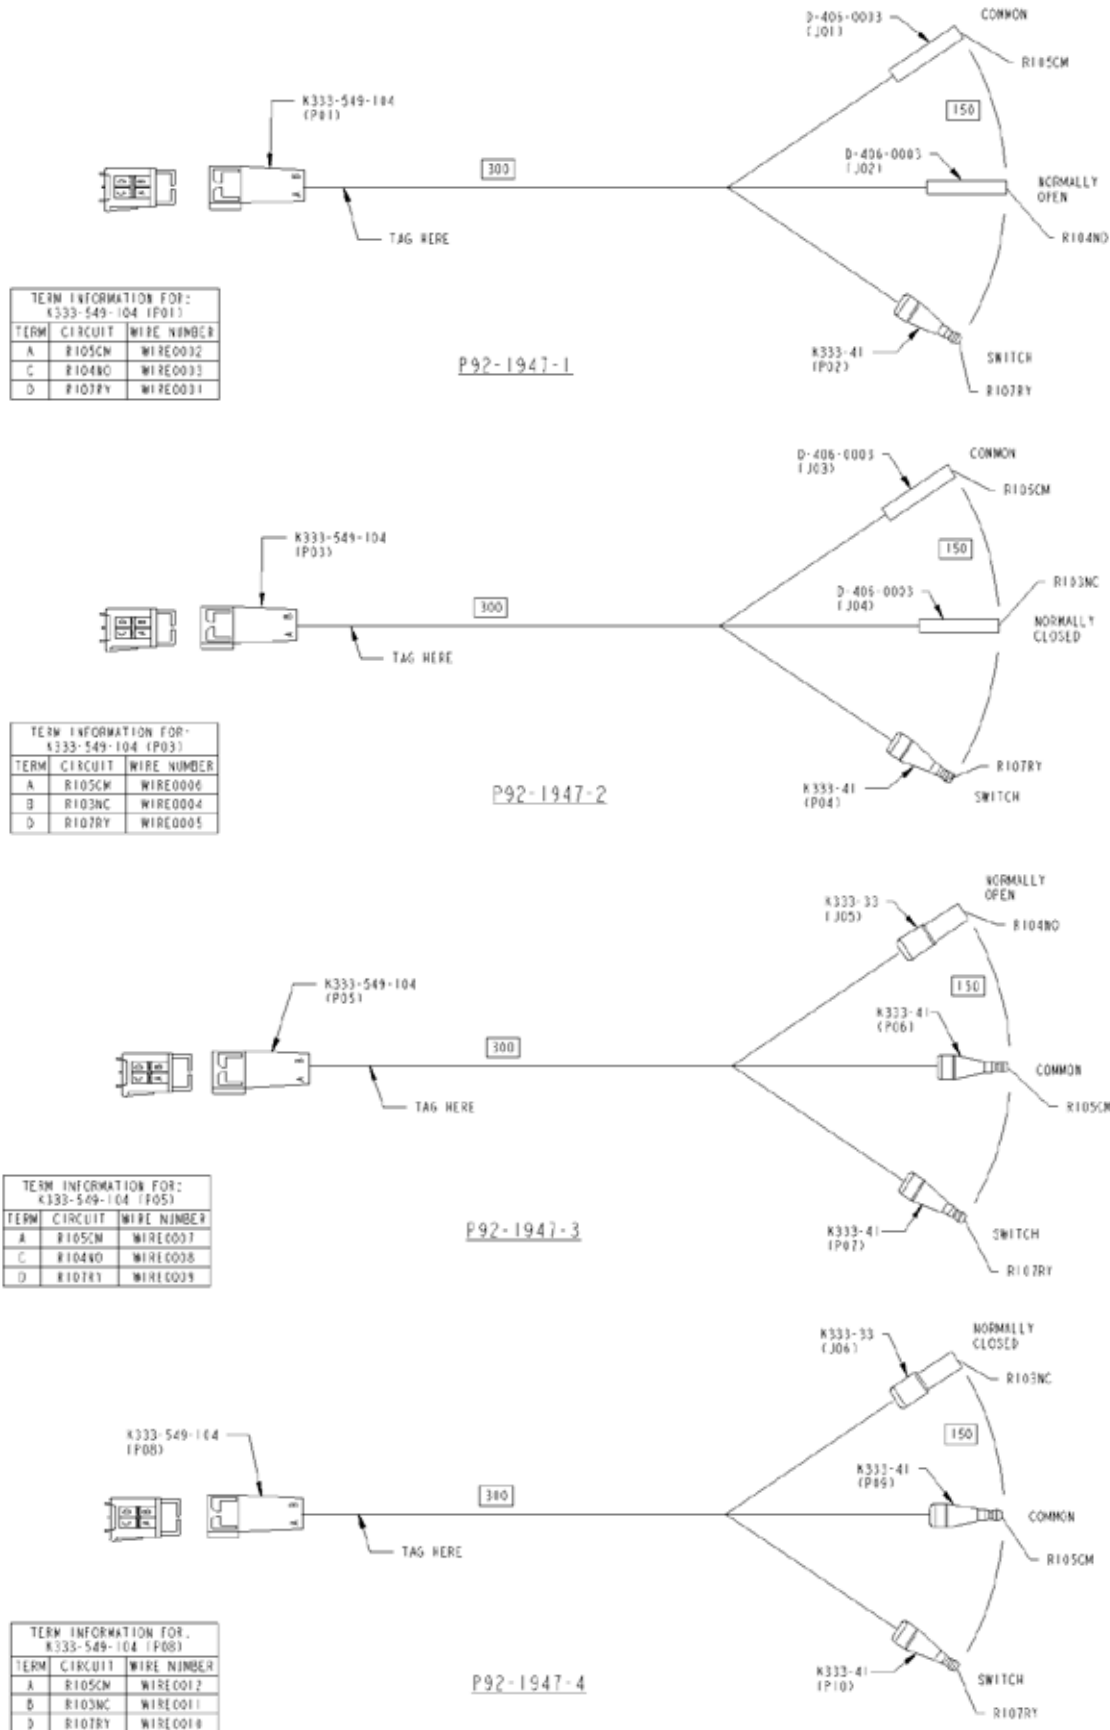 D-406-0003
(J01)
COMMON
R105CM
K333-549-104
(P01)
150
300
D-406-0003
(J02)
NORMALLY
OPEN
R104NO
TAG HERE
TERM INFORMATION FOR:
K333-549-104 (P01)
TERM CIRCUIT WIRE NUMBER
A R105CM WIRE0002
C R104NO WIRE0003
D R107RY WIRE0001
P92-1947-1
K333-41
(P02)
SWITCH
R107RY
D-406-0003
(J03)
COMMON
R105CM
K333-549-104
(P03)
150
300
D-406-0003
(J04)
R103NC
NORMALLY
CLOSED
TAG HERE
TERM INFORMATION FOR:
K333-549-104 (P03)
TERM CIRCUIT WIRE NUMBER
A R105CM WIRE0006
B R103NC WIRE0004
D R107RY WIRE0005
P92-1947-2
K333-41
(P04)
R107RY
SWITCH
NORMALLY
OPEN
K333-33
(J05)
R104NO
K333-549-104
(P05)
150
300
K333-41
(P06)
COMMON
R105CM
TAG HERE
TERM INFORMATION FOR:
K333-549-104 (P05)
TERM CIRCUIT WIRE NUMBER
A R105CM WIRE0007
C R104NO WIRE0008
D R107RY WIRE0009
P92-1947-3
K333-41
(P07)
SWITCH
R107RY
NORMALLY
CLOSED
K333-33
(J06)
R103NC
K333-549-104
(P08)
150
300
K333-41
(P09)
COMMON
R105CM
TAG HERE
TERM INFORMATION FOR:
K333-549-104 (P08)
TERM CIRCUIT WIRE NUMBER
A R105CM WIRE0012
B R103NC WIRE0011
D R107RY WIRE0010
P92-1947-4
K333-41
(P10)
SWITCH
R107RY